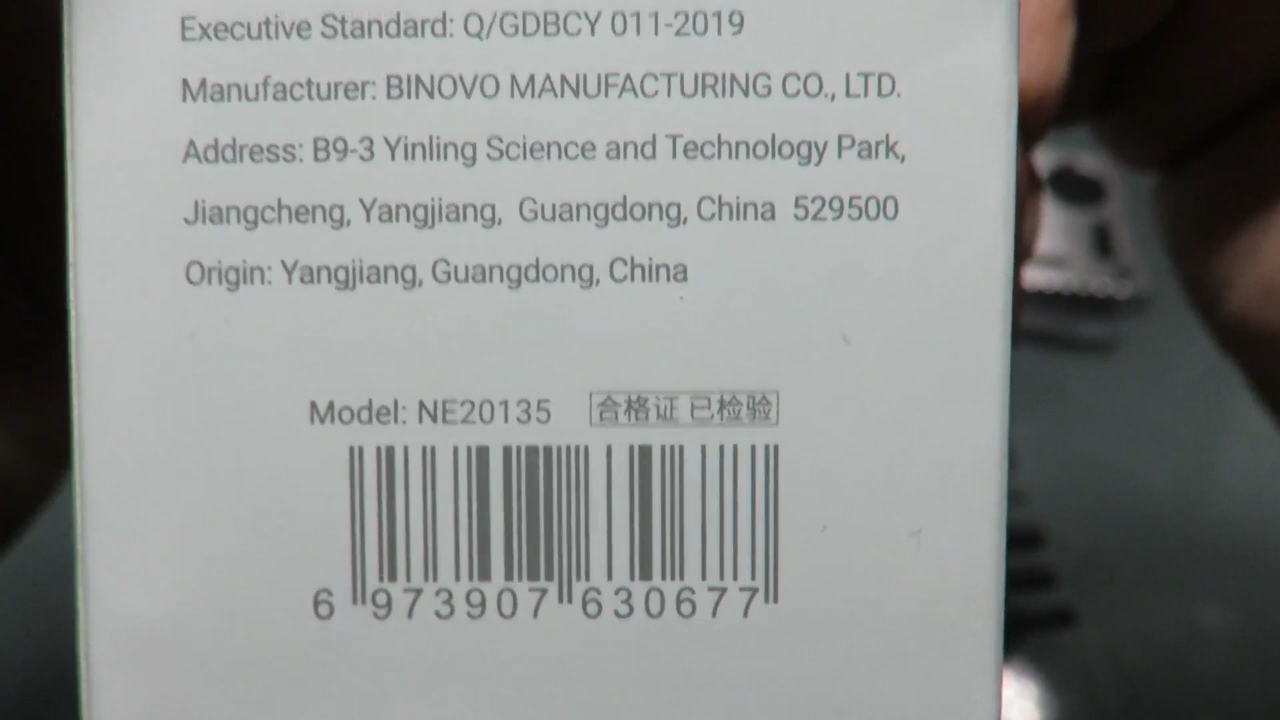 Executive Standard: Q/GDBCY 011-2019
Manufacturer: BINOVO MANUFACTURING CO., LTD.
Address: B9-3 Yinling Science and Technology Park,
Jiangcheng, Yangjiang, Guangdong, China 529500
Origin: Yangjiang, Guangdong, China
Model: NE20135 合格证 已检验
6 973907 630677